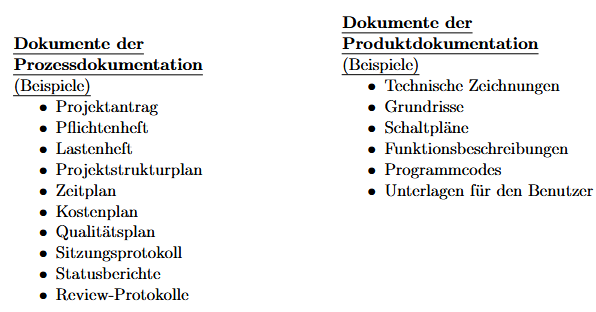 Dokumente der
Prozessdokumentation
(Beispiele)
• Projektantrag
• Pflichtenheft
• Lastenheft
• Projektstrukturplan
• Zeitplan
• Kostenplan
• Qualitätsplan
• Sitzungsprotokoll
• Statusberichte
• Review-Protokolle
Dokumente der
Produktdokumentation
(Beispiele)
• Technische Zeichnungen
• Grundrisse
• Schaltpläne
• Funktionsbeschreibungen
• Programmcodes
• Unterlagen für den Benutzer